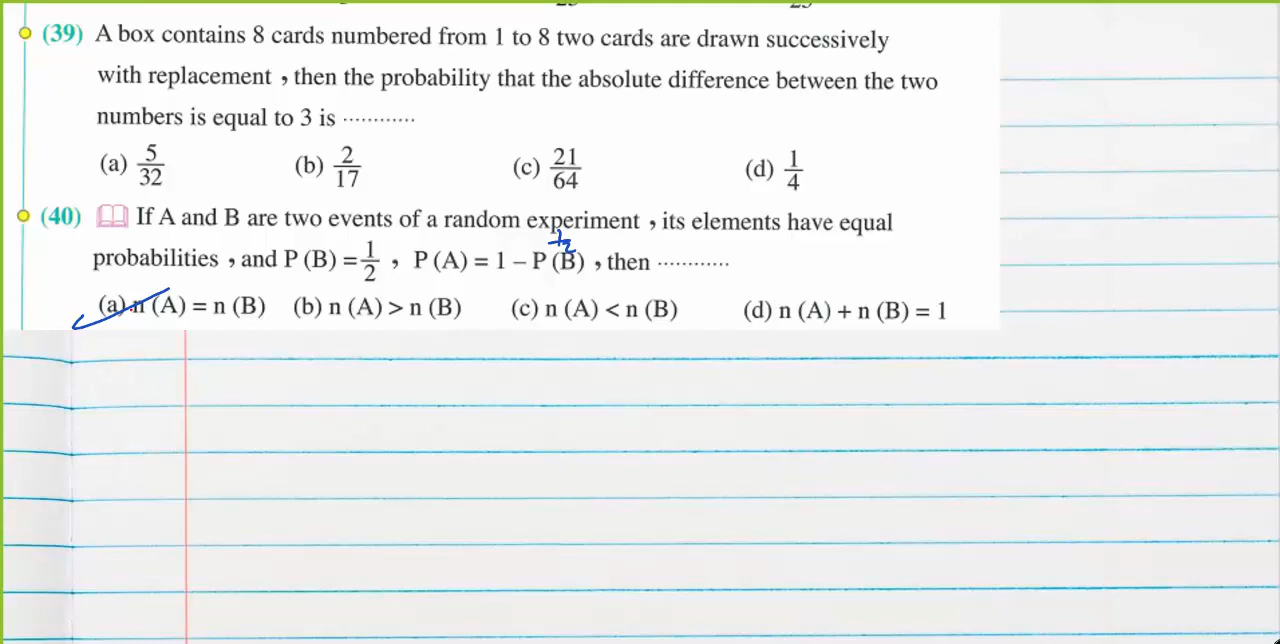 (39) A box contains 8 cards numbered from 1 to 8 two cards are drawn successively
with replacement , then the probability that the absolute difference between the two
numbers is equal to 3 is ............
(a) 5/32 (b) 2/17 (c) 21/64 (d) 1/4
(40) If A and B are two events of a random experiment , its elements have equal
1/2
probabilities , and P (B) = 1/2 , P (A) = 1 – P (B) , then ............
(a) n (A) = n (B) (b) n (A) > n (B) (c) n (A) < n (B) (d) n (A) + n (B) = 1